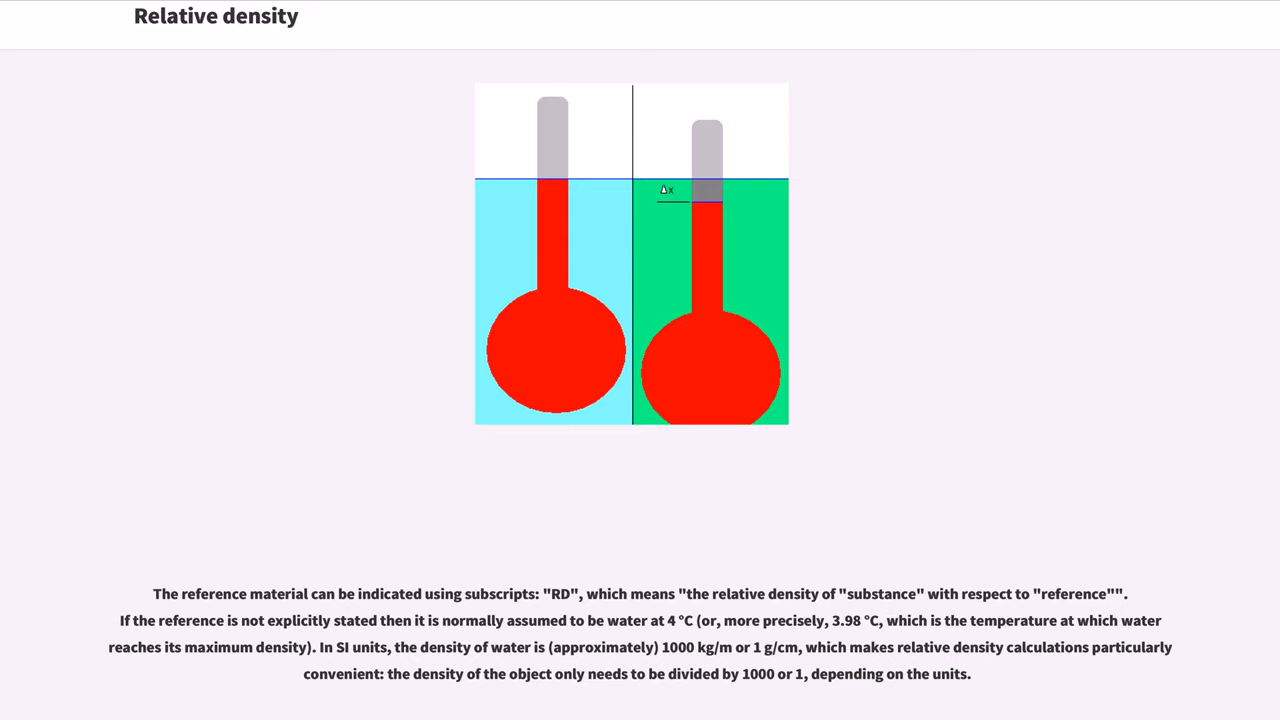 Relative density
Δx
The reference material can be indicated using subscripts: "RD", which means "the relative density of "substance" with respect to "reference"".
If the reference is not explicitly stated then it is normally assumed to be water at 4 °C (or, more precisely, 3.98 °C, which is the temperature at which water
reaches its maximum density). In SI units, the density of water is (approximately) 1000 kg/m or 1 g/cm, which makes relative density calculations particularly
convenient: the density of the object only needs to be divided by 1000 or 1, depending on the units.